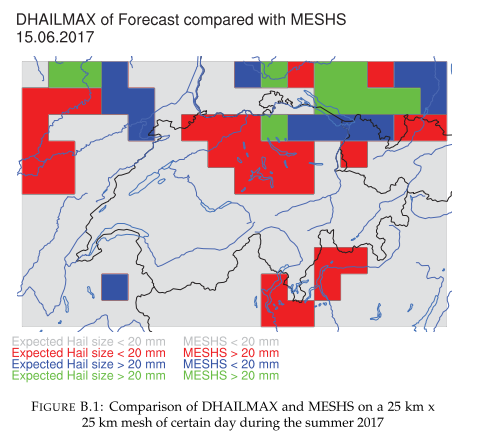 DHAILMAX of Forecast compared with MESHS
15.06.2017
Expected Hail size < 20 mm MESHS < 20 mm
Expected Hail size < 20 mm MESHS > 20 mm
Expected Hail size > 20 mm MESHS < 20 mm
Expected Hail size > 20 mm MESHS > 20 mm
FIGURE B.1: Comparison of DHAILMAX and MESHS on a 25 km x
25 km mesh of certain day during the summer 2017